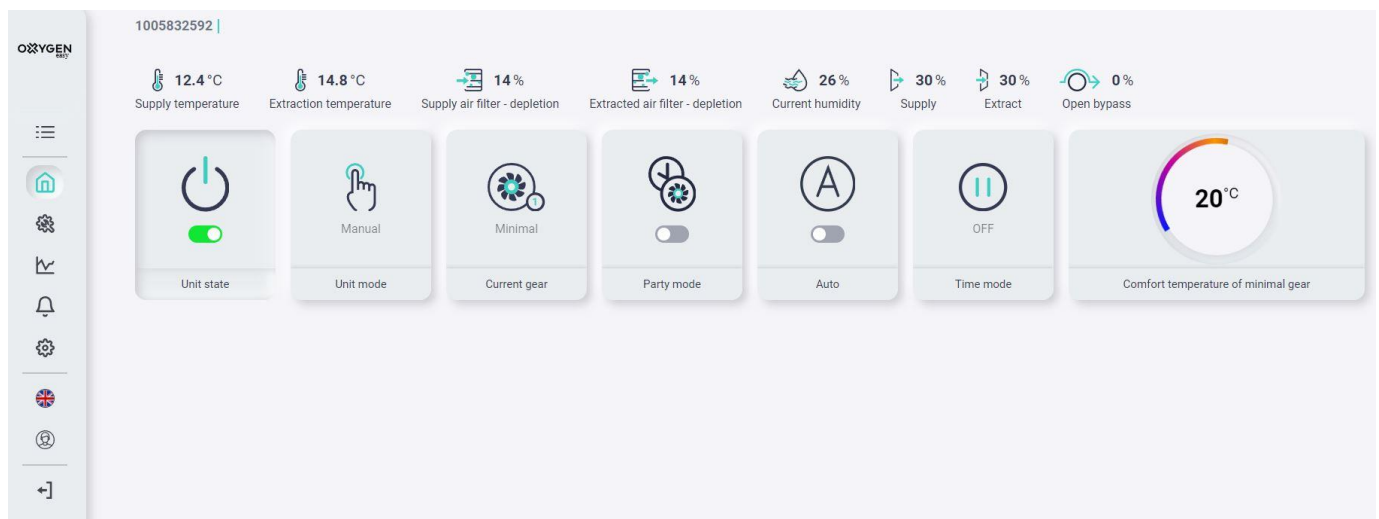 1005832592
OXYGEN
easy
12.4 °C
Supply temperature
14.8 °C
Extraction temperature
14 %
Supply air filter - depletion
14 %
Extracted air filter - depletion
26 %
Current humidity
30 %
Supply
30 %
Extract
0 %
Open bypass
Unit state
Manual
Unit mode
1
Minimal
Current gear
Party mode
A
Auto
OFF
Time mode
20°C
Comfort temperature of minimal gear